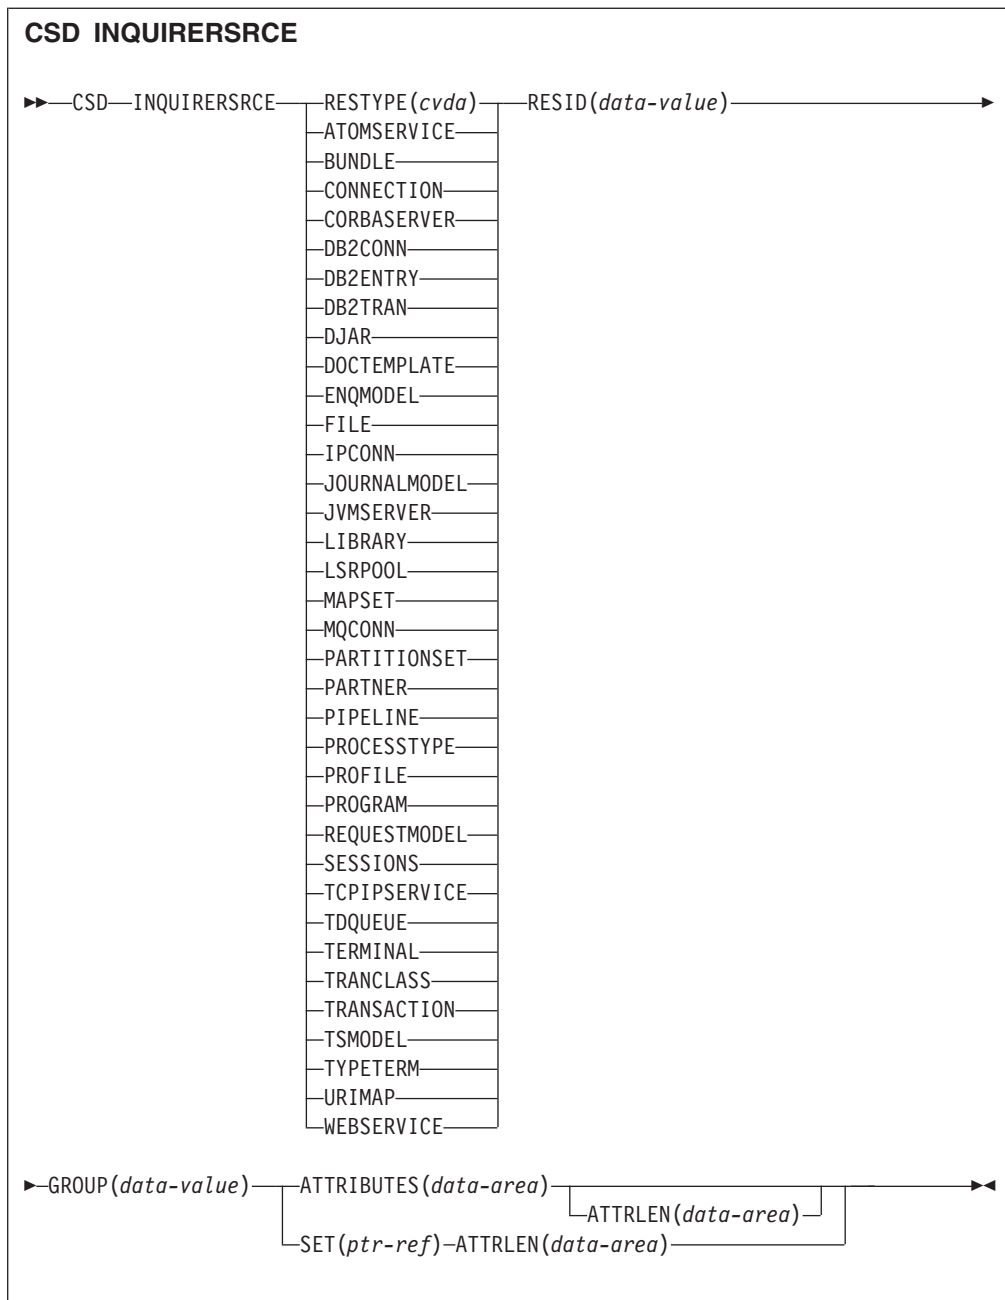 CSD INQUIRERSRCE
CSD INQUIRERSRCE RESTYPE(cvda) RESID(data-value)
ATOMSERVICE
BUNDLE
CONNECTION
CORBASERVER
DB2CONN
DB2ENTRY
DB2TRAN
DJAR
DOCTEMPLATE
ENQMODEL
FILE
IPCONN
JOURNALMODEL
JVMSERVER
LIBRARY
LSRPOOL
MAPSET
MQCONN
PARTITIONSET
PARTNER
PIPELINE
PROCESSTYPE
PROFILE
PROGRAM
REQUESTMODEL
SESSIONS
TCPIPSERVICE
TDQUEUE
TERMINAL
TRANCLASS
TRANSACTION
TSMODEL
TYPETERM
URIMAP
WEBSERVICE
GROUP(data-value) ATTRIBUTES(data-area)
ATTRLEN(data-area)
SET(ptr-ref) ATTRLEN(data-area)